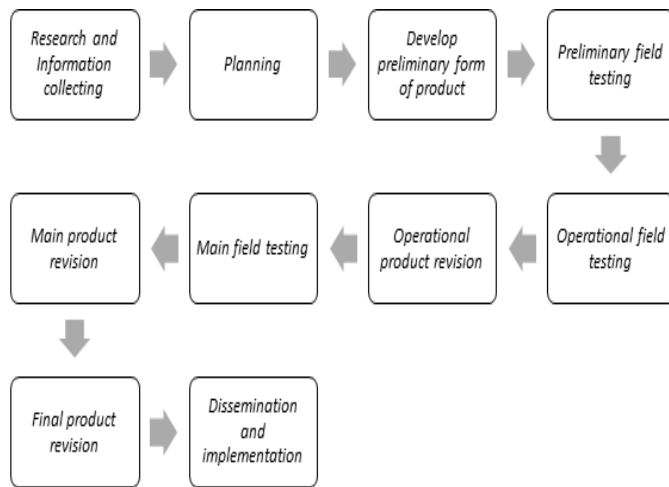 Research and
Information
collecting
Planning
Develop
preliminary form
of product
Preliminary field
testing
Operational field
testing
Operational
product revision
Main field testing
Main product
revision
Final product
revision
Dissemination
and
implementation